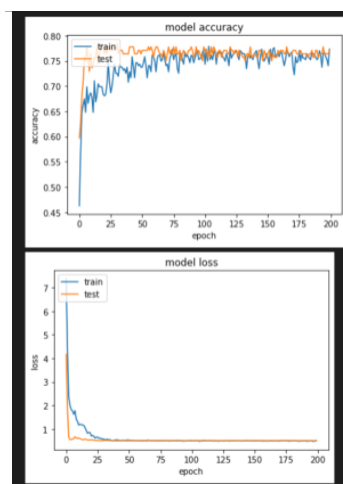 model accuracy
0.80
0.75
0.70
0.65
0.60
0.55
0.50
0.45
accuracy
train
test
0 25 50 75 100 125 150 175 200
epoch
model loss
7
6
5
4
3
2
1
loss
train
test
0 25 50 75 100 125 150 175 200
epoch